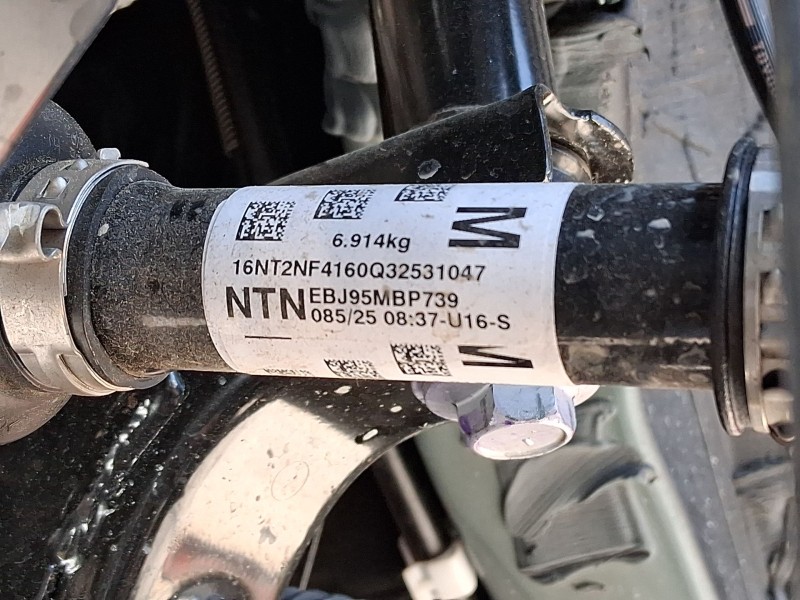 M
6.914kg
16NT2NF4160Q32531047
NTN
EBJ95MBP739
085/25 08:37-U16-S
M